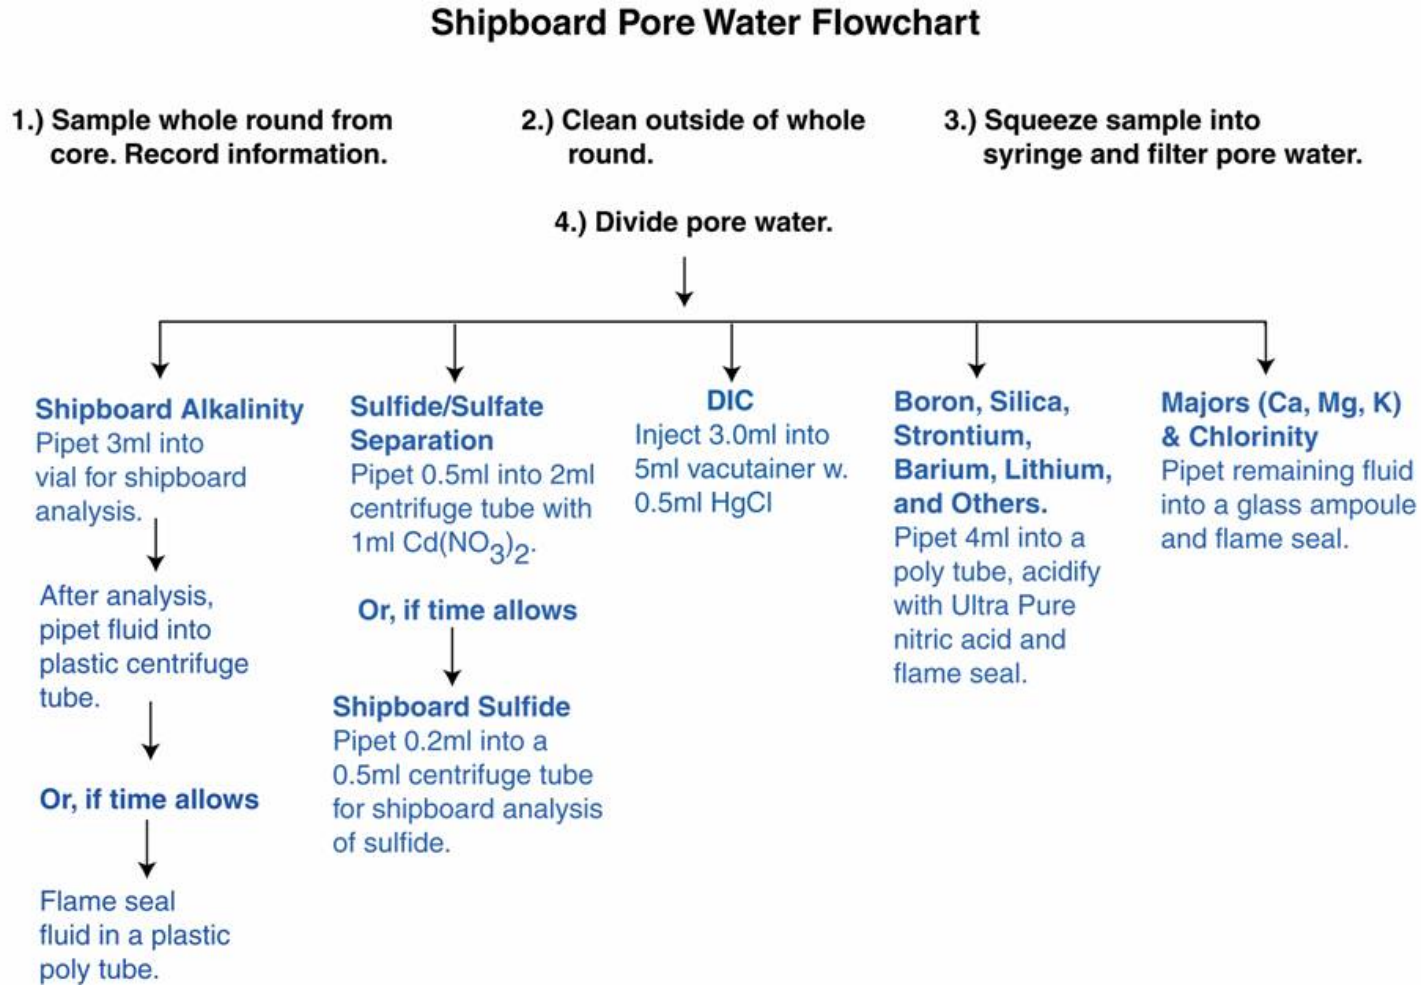 Shipboard Pore Water Flowchart
1.) Sample whole round from
core. Record information.
2.) Clean outside of whole
round.
3.) Squeeze sample into
syringe and filter pore water.
4.) Divide pore water.
Shipboard Alkalinity
Pipet 3ml into
vial for shipboard
analysis.
After analysis,
pipet fluid into
plastic centrifuge
tube.
Or, if time allows
Flame seal
fluid in a plastic
poly tube.
Sulfide/Sulfate
Separation
Pipet 0.5ml into 2ml
centrifuge tube with
1ml Cd(NO3)2.
Or, if time allows
Shipboard Sulfide
Pipet 0.2ml into a
0.5ml centrifuge tube
for shipboard analysis
of sulfide.
DIC
Inject 3.0ml into
5ml vacutainer w.
0.5ml HgCl
Boron, Silica,
Strontium,
Barium, Lithium,
and Others.
Pipet 4ml into a
poly tube, acidify
with Ultra Pure
nitric acid and
flame seal.
Majors (Ca, Mg, K)
& Chlorinity
Pipet remaining fluid
into a glass ampoule
and flame seal.